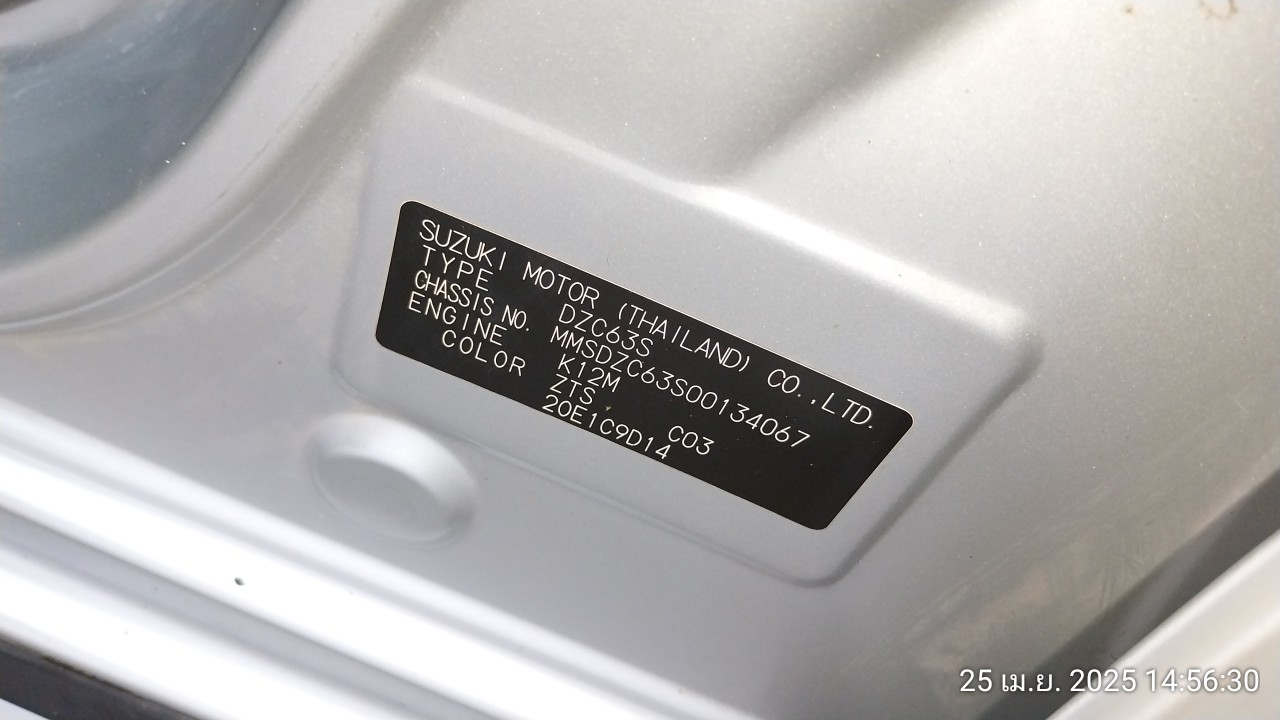 SUZUKI MOTOR (THAILAND) CO.,LTD.
TYPE DZC63S
CHASSIS NO. MMSDZC63S00134067
ENGINE K12M
COLOR ZTS C03
20E1C9D14
25 เม.ย. 2025 14:56:30